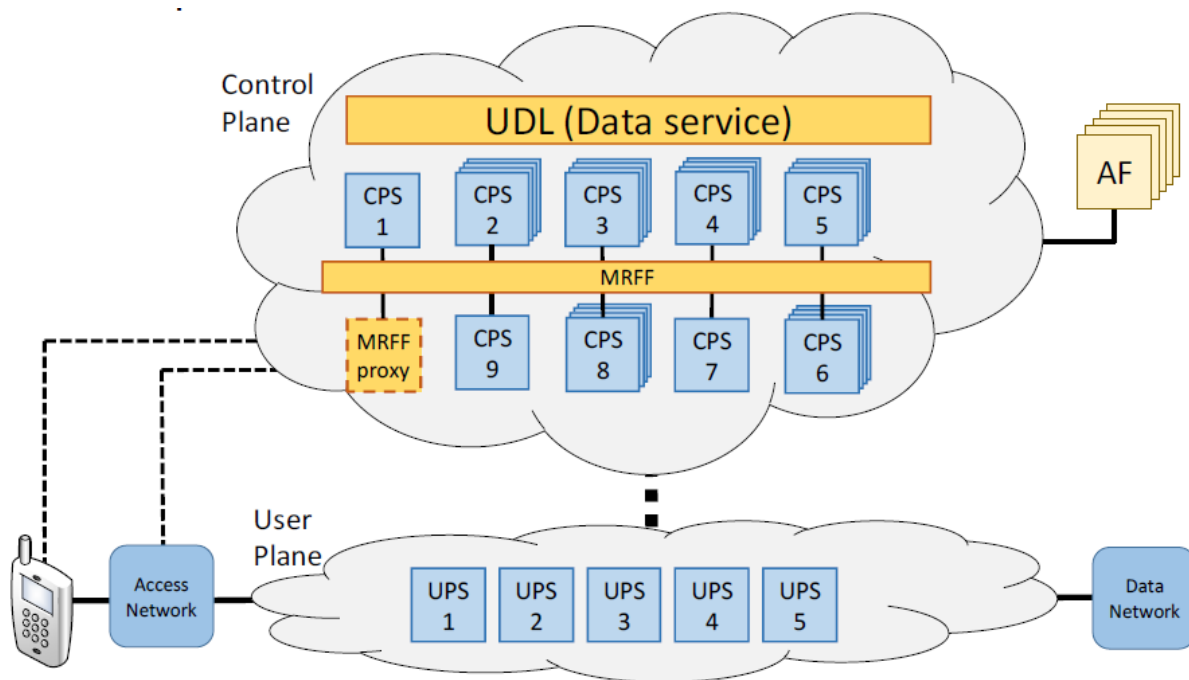 Control
Plane
UDL (Data service)
AF
CPS
1
CPS
2
CPS
3
CPS
4
CPS
5
MRFF
MRFF
proxy
CPS
9
CPS
8
CPS
7
CPS
6
User
Plane
Access
Network
UPS
1
UPS
2
UPS
3
UPS
4
UPS
5
Data
Network